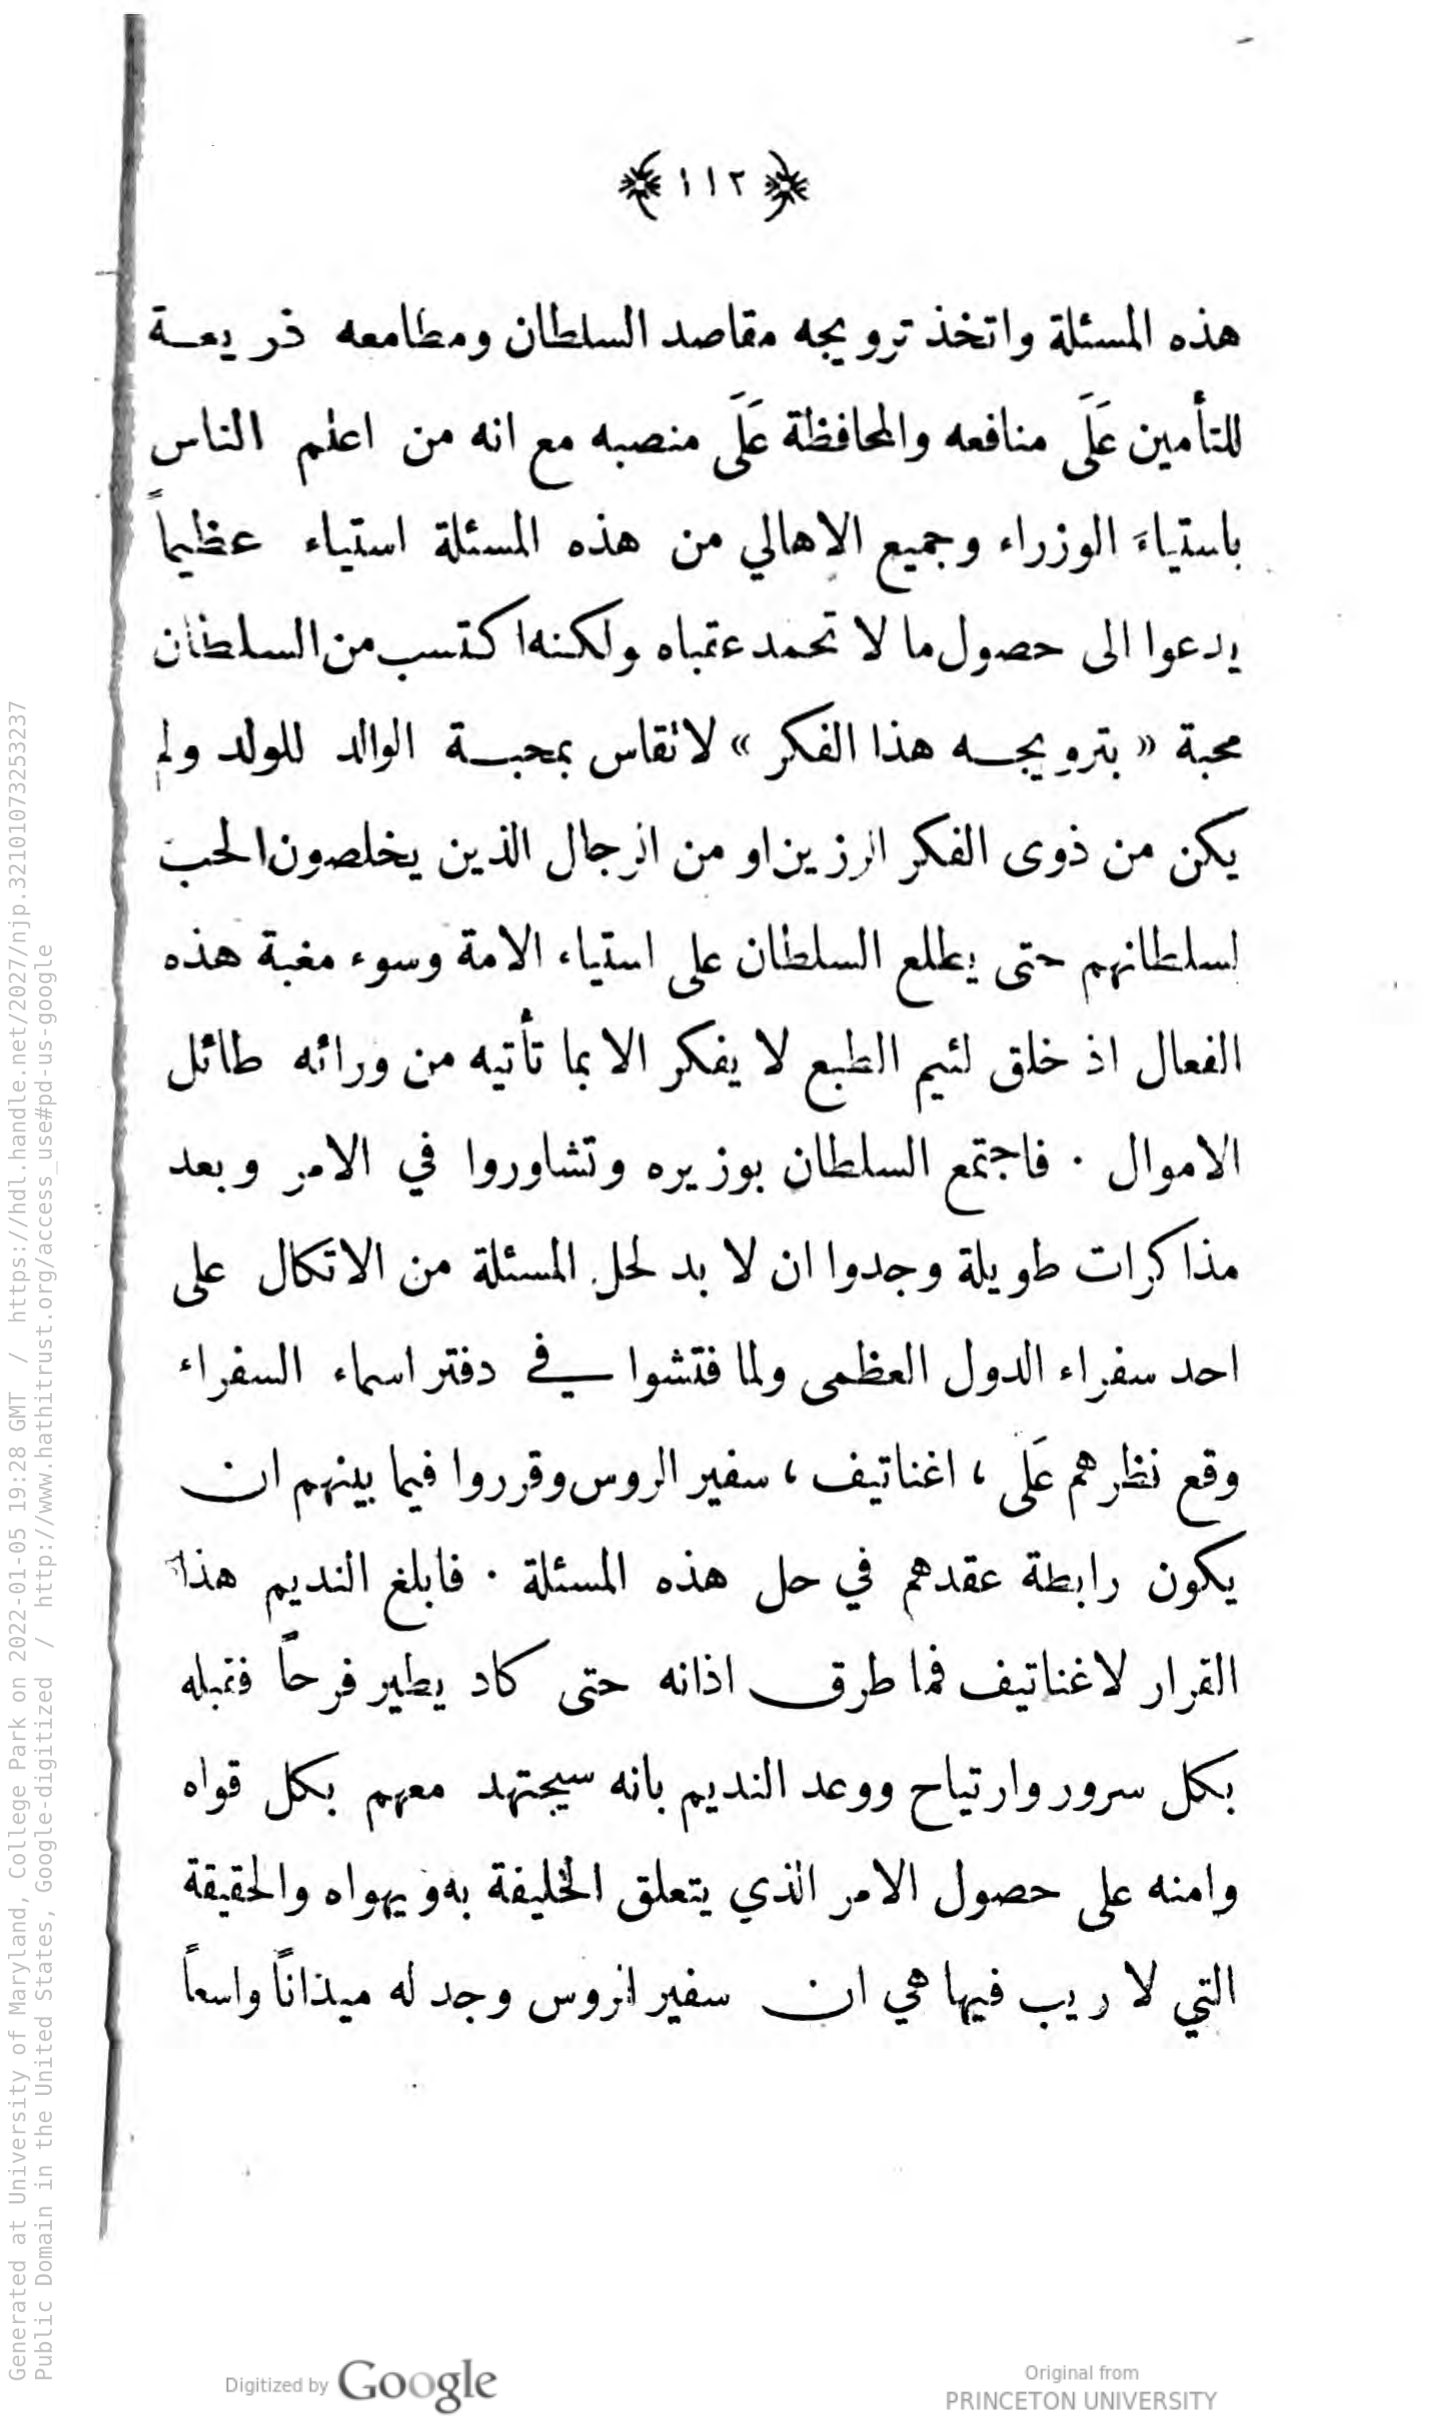 ﴿ ١١٢ ﴾
هذه المسئلة واتخذ ترويجه مقاصد السلطان ومطامعه ذريعة
للتأمين عَلَى منافعه والمحافظة عَلَى منصبه مع انه من اعلم الناس
باستياءَ الوزراء وجميع الاهالي من هذه المسئلة استياء عظيماً
يدعوا الى حصول ما لا تحمد عقباه ولكنه اكتسب من السلطان
محبة « بترويجه هذا الفكر » لا تقاس بمحبة الوالد للولد ولم
يكن من ذوى الفكر الرزين او من الرجال الذين يخلصون الحب
لسلطانهم حتى يطلع السلطان على استياء الامة وسوء مغبة هذه
الفعال اذ خلق لئيم الطبع لا يفكر الا بما تأتيه من ورائه طائل
الاموال ٠ فاجتمع السلطان بوزيره وتشاوروا في الامر وبعد
مذاكرات طويلة وجدوا ان لا بد لحل المسئلة من الاتكال على
احد سفراء الدول العظمى ولما فتشوا في دفتر اسماء السفراء
وقع نظرهم عَلى ، اغناتيف ، سفير الروس وقرروا فيما بينهم ان
يكون رابطة عقدهم في حل هذه المسئلة ٠ فابلغ النديم هذا
القرار لاغناتيف فما طرق اذانه حتى كاد يطير فرحاً فقبله
بكل سرور وارتياح ووعد النديم بانه سيجتهد معهم بكل قواه
وامنه على حصول الامر الذي يتعلق الخليفة به ويهواه والحقيقة
التي لا ريب فيها هي ان سفير الروس وجد له ميذاناً واسعاً
Digitized by Google
Original from
PRINCETON UNIVERSITY
Generated at University of Maryland, College Park on 2022-01-05 19:28 GMT / https://hdl.handle.net/2027/njp.32101073253237
Public Domain in the United States, Google-digitized / http://www.hathitrust.org/access_use#pd-us-google